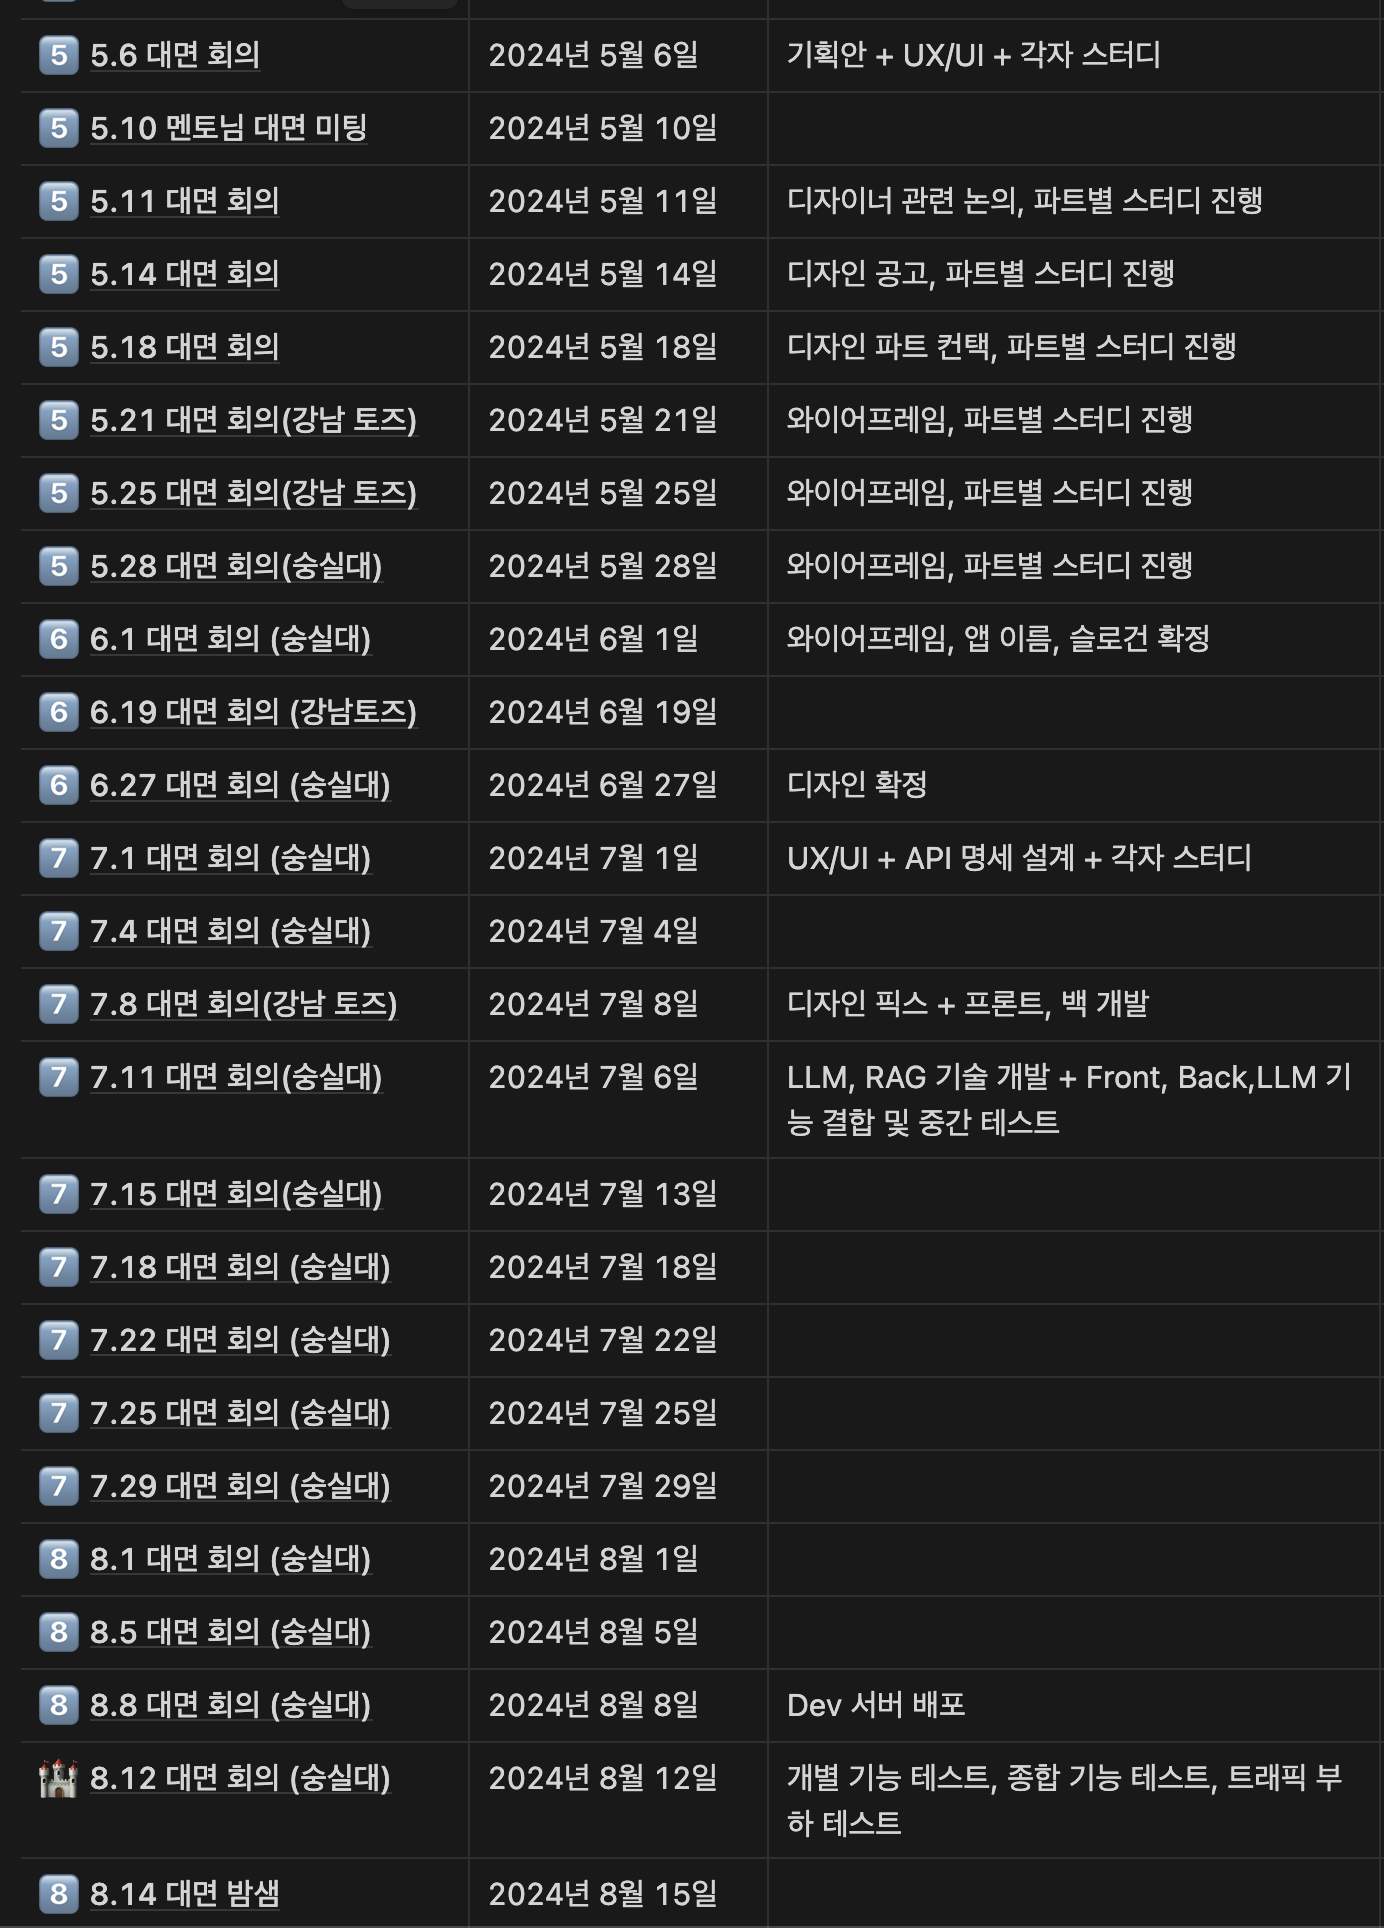 5 5.6 대면 회의 2024년 5월 6일 기획안 + UX/UI + 각자 스터디
5 5.10 멘토님 대면 미팅 2024년 5월 10일
5 5.11 대면 회의 2024년 5월 11일 디자이너 관련 논의, 파트별 스터디 진행
5 5.14 대면 회의 2024년 5월 14일 디자인 공고, 파트별 스터디 진행
5 5.18 대면 회의 2024년 5월 18일 디자인 파트 컨택, 파트별 스터디 진행
5 5.21 대면 회의(강남 토즈) 2024년 5월 21일 와이어프레임, 파트별 스터디 진행
5 5.25 대면 회의(강남 토즈) 2024년 5월 25일 와이어프레임, 파트별 스터디 진행
5 5.28 대면 회의(숭실대) 2024년 5월 28일 와이어프레임, 파트별 스터디 진행
6 6.1 대면 회의 (숭실대) 2024년 6월 1일 와이어프레임, 앱 이름, 슬로건 확정
6 6.19 대면 회의 (강남토즈) 2024년 6월 19일
6 6.27 대면 회의 (숭실대) 2024년 6월 27일 디자인 확정
7 7.1 대면 회의 (숭실대) 2024년 7월 1일 UX/UI + API 명세 설계 + 각자 스터디
7 7.4 대면 회의 (숭실대) 2024년 7월 4일
7 7.8 대면 회의(강남 토즈) 2024년 7월 8일 디자인 픽스 + 프론트, 백 개발
7 7.11 대면 회의(숭실대) 2024년 7월 6일 LLM, RAG 기술 개발 + Front, Back,LLM 기
능 결합 및 중간 테스트
7 7.15 대면 회의(숭실대) 2024년 7월 13일
7 7.18 대면 회의 (숭실대) 2024년 7월 18일
7 7.22 대면 회의 (숭실대) 2024년 7월 22일
7 7.25 대면 회의 (숭실대) 2024년 7월 25일
7 7.29 대면 회의 (숭실대) 2024년 7월 29일
8 8.1 대면 회의 (숭실대) 2024년 8월 1일
8 8.5 대면 회의 (숭실대) 2024년 8월 5일
8 8.8 대면 회의 (숭실대) 2024년 8월 8일 Dev 서버 배포
8.12 대면 회의 (숭실대) 2024년 8월 12일 개별 기능 테스트, 종합 기능 테스트, 트래픽 부
하 테스트
8 8.14 대면 밤샘 2024년 8월 15일